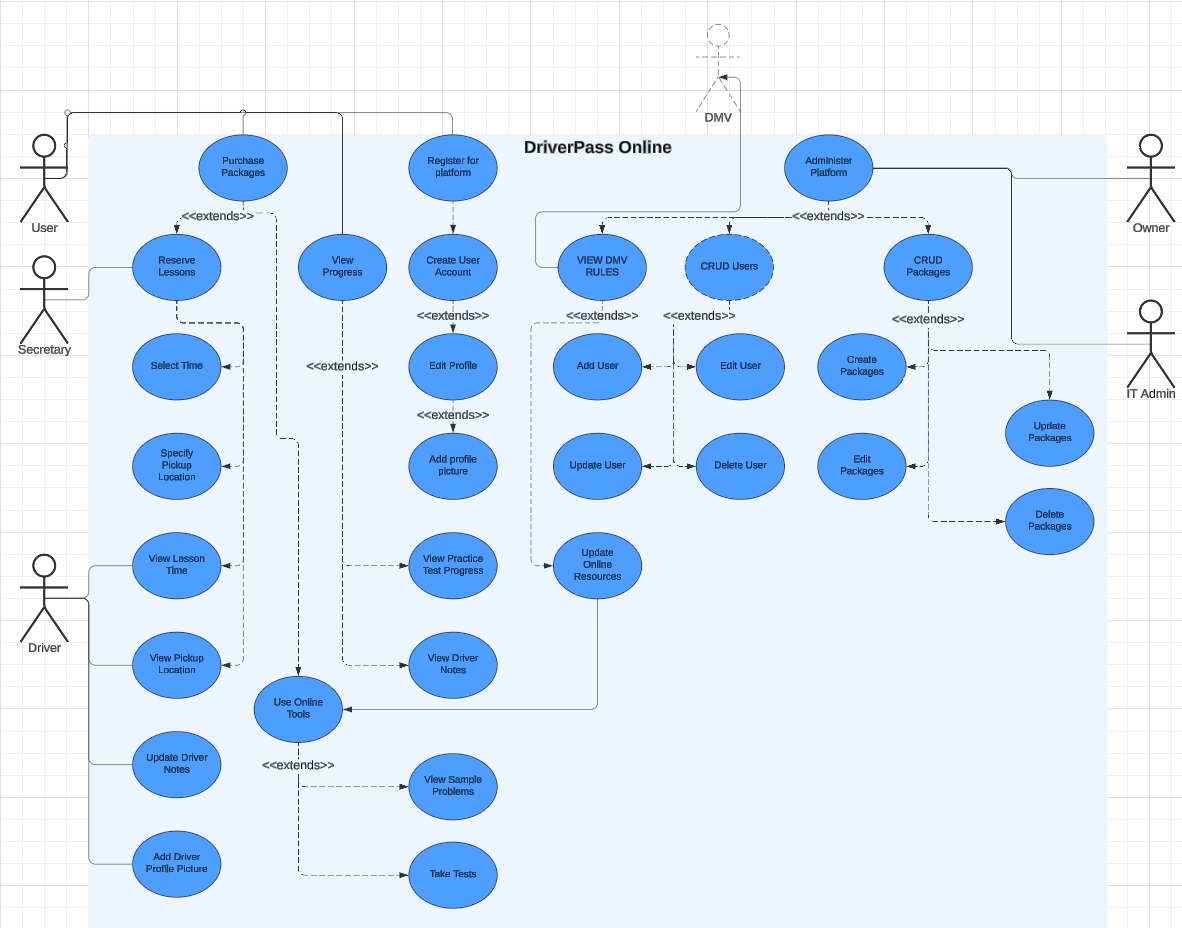 DMV
DriverPass Online
Purchase
Packages
Register for
platform
Administer
Platform
User
<<extends>>
<<extends>>
Owner
Reserve
Lessons
View
Progress
Create User
Account
VIEW DMV
RULES
CRUD Users
CRUD
Packages
Secretary
<<extends>>
<<extends>>
<<extends>>
<<extends>>
Select Time
<<extends>>
Edit Profile
Add User
Edit User
Create
Packages
IT Admin
<<extends>>
Update
Packages
Specify
Pickup
Location
Add profile
picture
Update User
Delete User
Edit
Packages
Delete
Packages
View Lesson
Time
View Practice
Test Progress
Update
Online
Resources
Driver
View Pickup
Location
View Driver
Notes
Use Online
Tools
Update Driver
Notes
<<extends>>
View Sample
Problems
Add Driver
Profile Picture
Take Tests